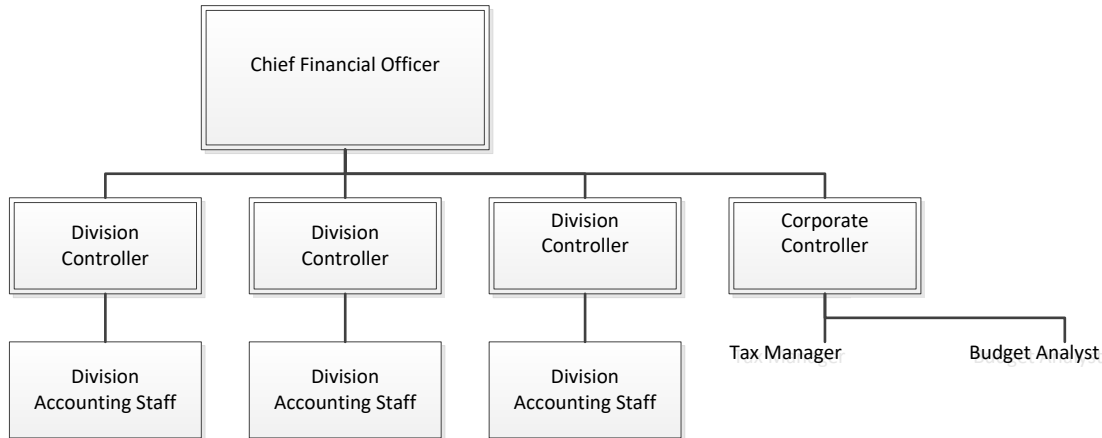 Chief Financial Officer
Division
Controller
Division
Controller
Division
Controller
Corporate
Controller
Division
Accounting Staff
Division
Accounting Staff
Division
Accounting Staff
Tax Manager
Budget Analyst